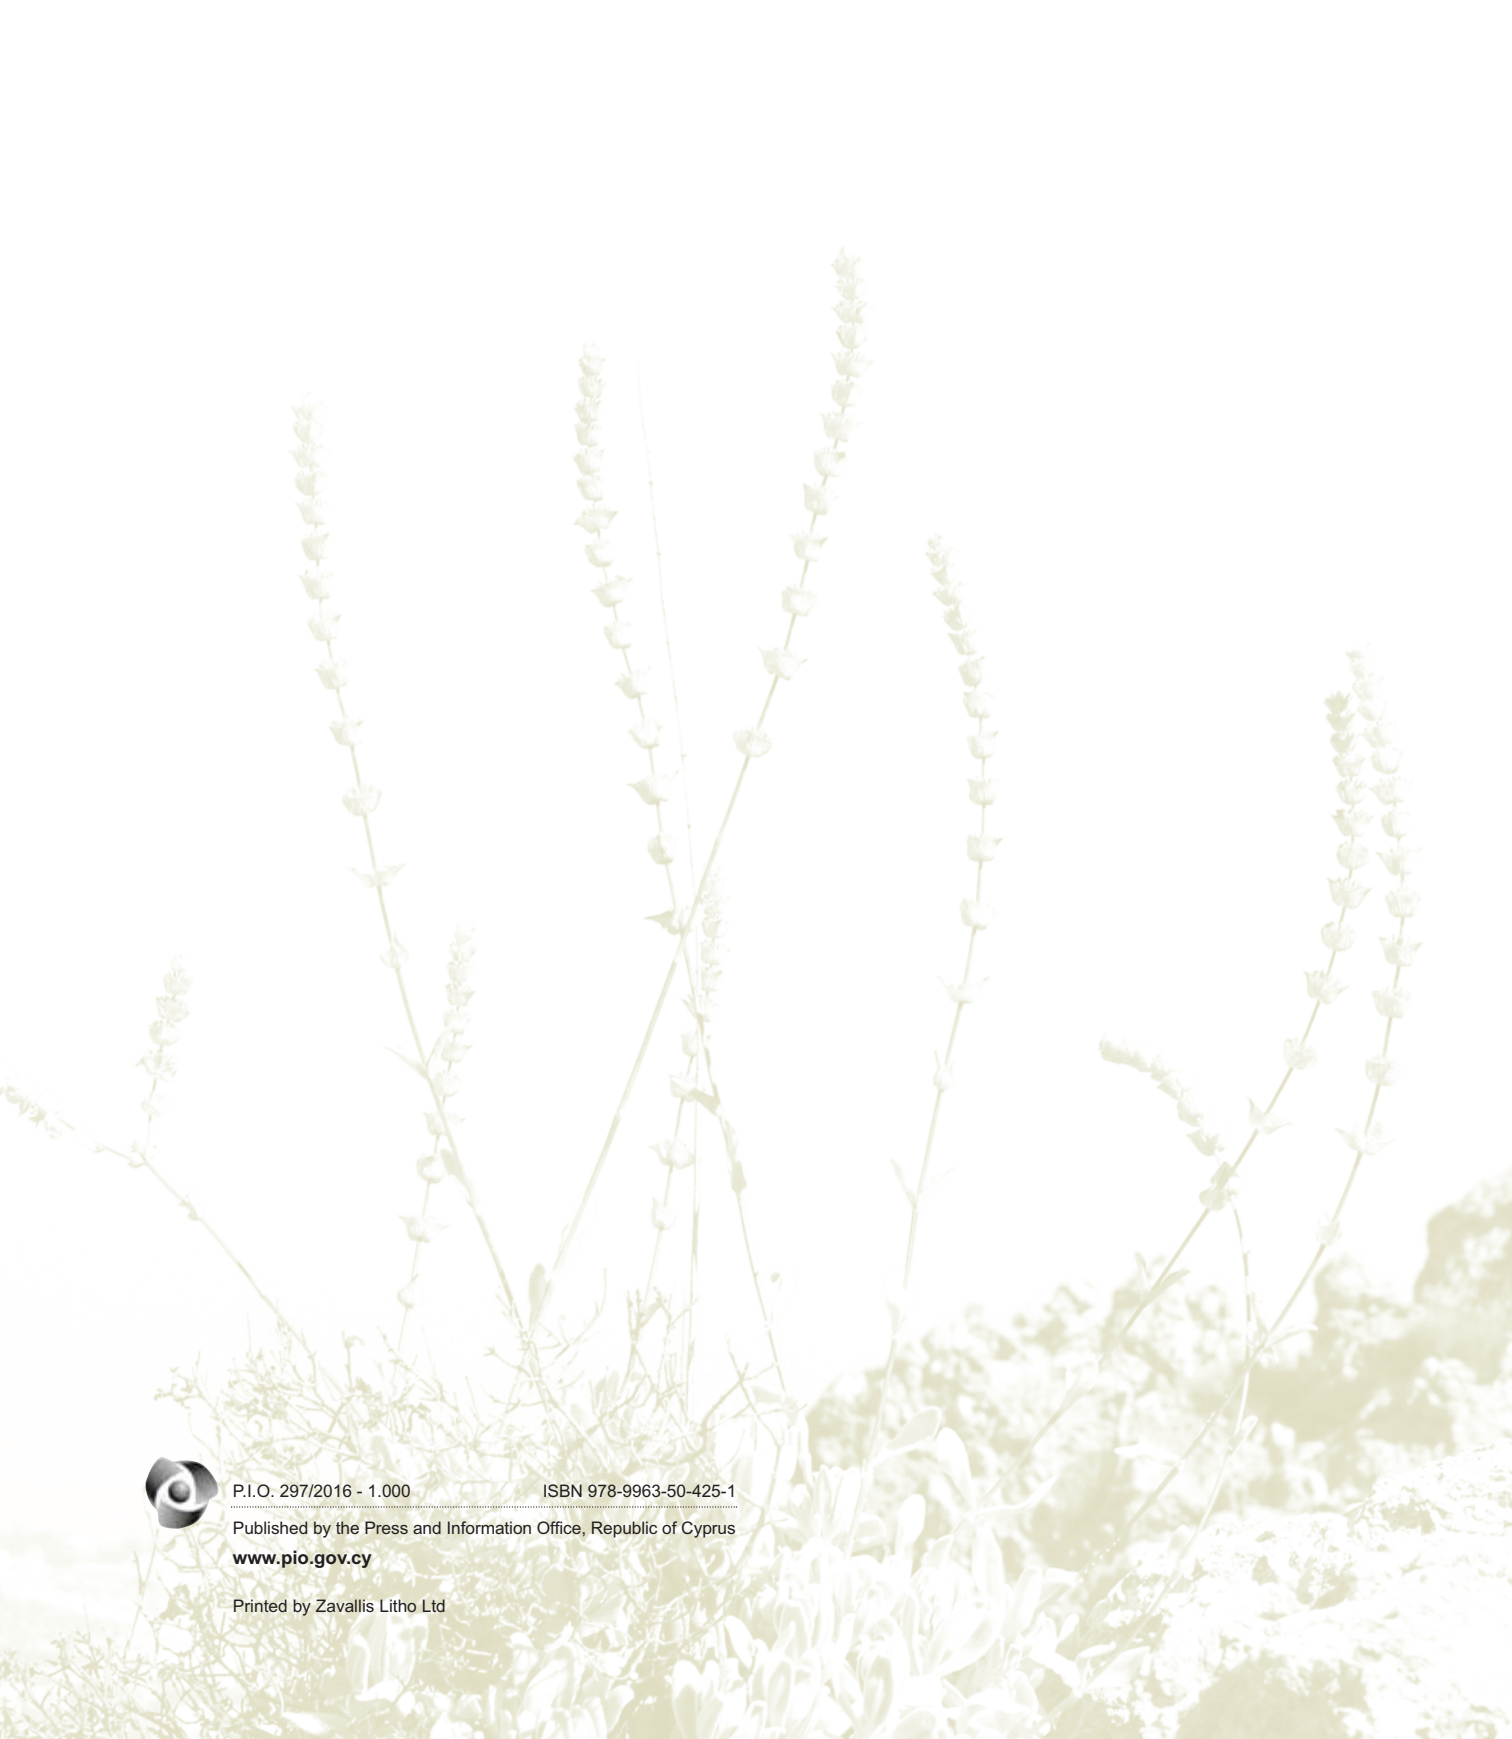 P.I.O. 297/2016 - 1.000 ISBN 978-9963-50-425-1
Published by the Press and Information Office, Republic of Cyprus
www.pio.gov.cy
Printed by Zavallis Litho Ltd